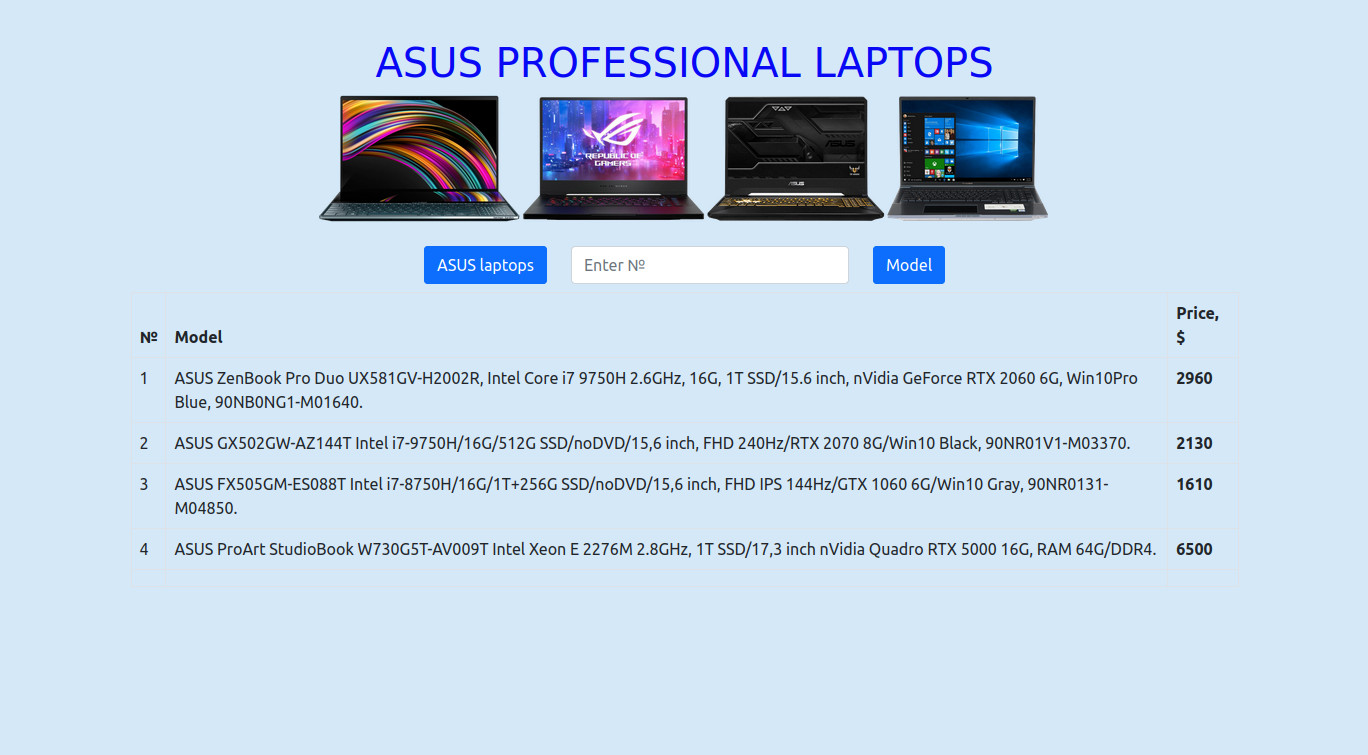 ASUS PROFESSIONAL LAPTOPS
REPUBLIC OF
GAMERS
ASUS
ASUS
ASUS laptops
Enter №
Model
№
Model
Price,
$
1
ASUS ZenBook Pro Duo UX581GV-H2002R, Intel Core i7 9750H 2.6GHz, 16G, 1T SSD/15.6 inch, nVidia GeForce RTX 2060 6G, Win10Pro
Blue, 90NB0NG1-M01640.
2960
2
ASUS GX502GW-AZ144T Intel i7-9750H/16G/512G SSD/noDVD/15,6 inch, FHD 240Hz/RTX 2070 8G/Win10 Black, 90NR01V1-M03370.
2130
3
ASUS FX505GM-ES088T Intel i7-8750H/16G/1T+256G SSD/noDVD/15,6 inch, FHD IPS 144Hz/GTX 1060 6G/Win10 Gray, 90NR0131-
M04850.
1610
4
ASUS ProArt StudioBook W730G5T-AV009T Intel Xeon E 2276M 2.8GHz, 1T SSD/17,3 inch nVidia Quadro RTX 5000 16G, RAM 64G/DDR4.
6500